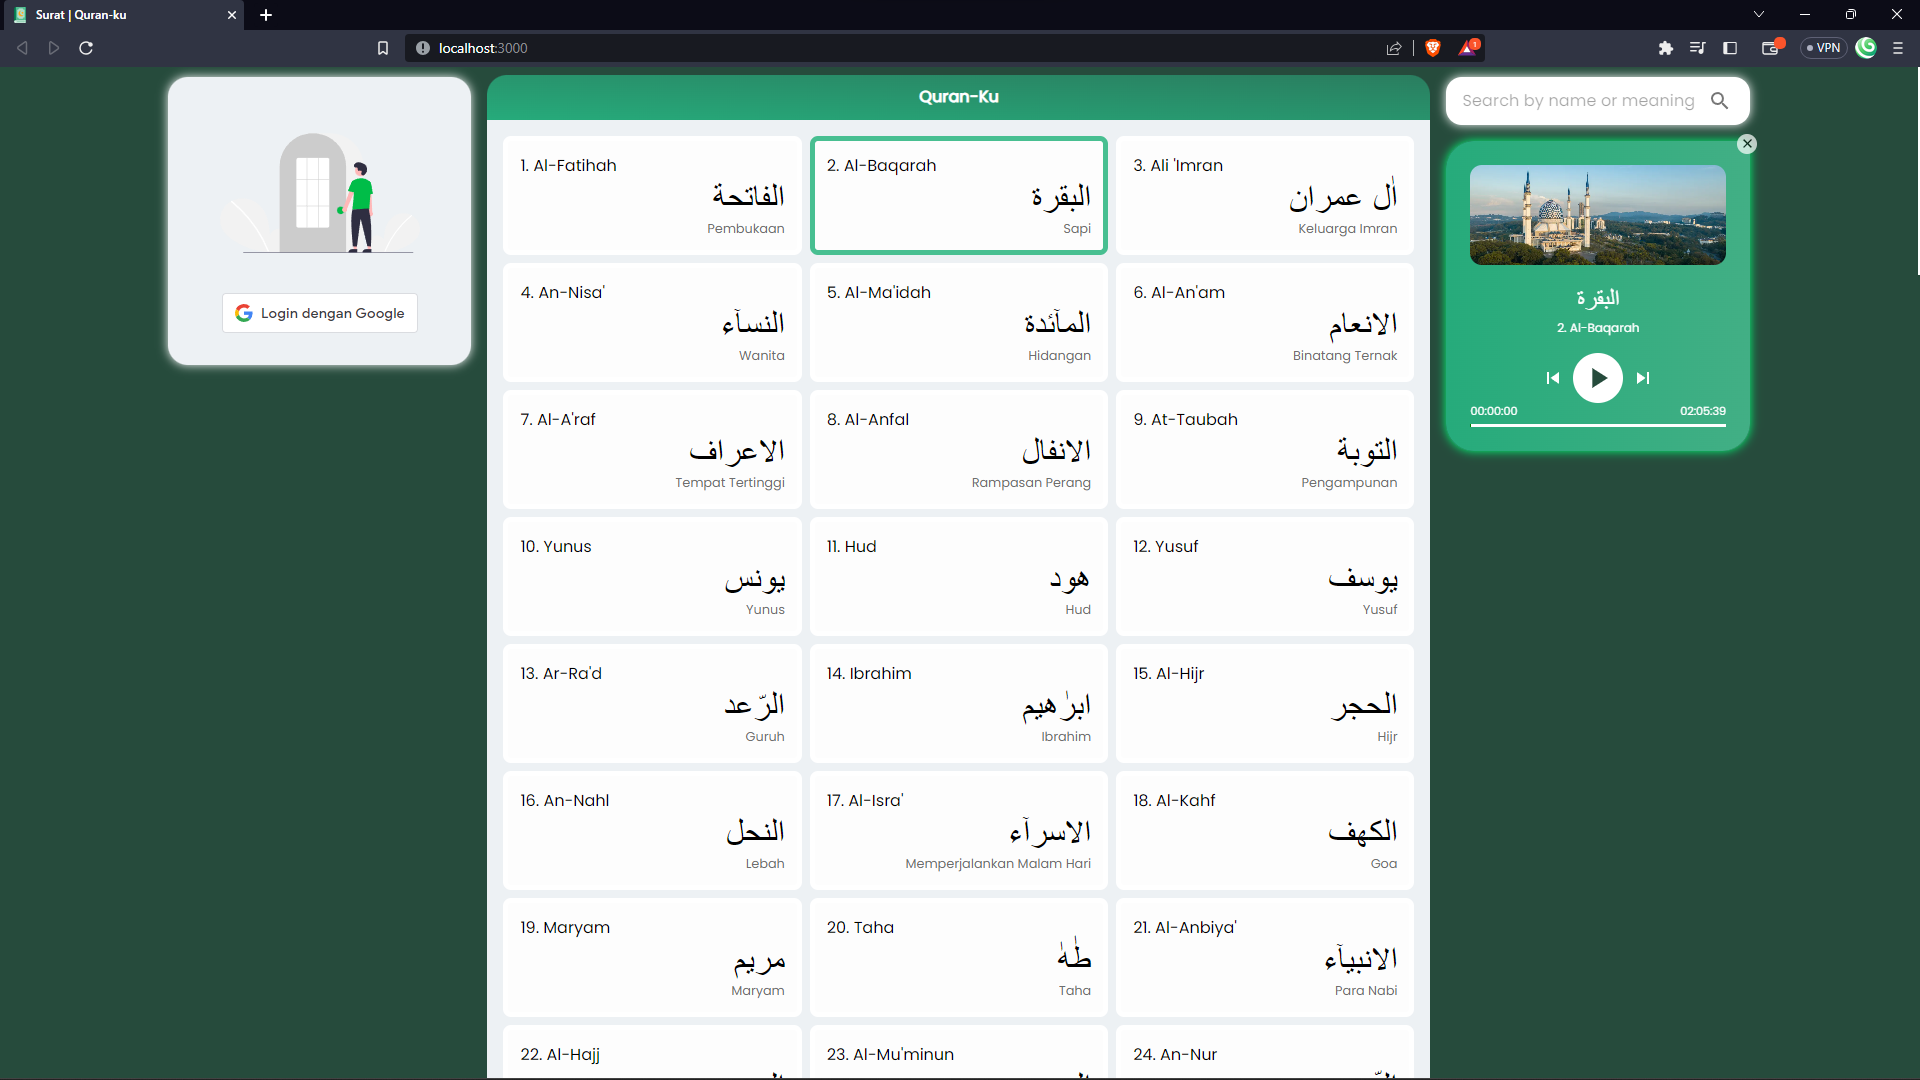 Surat | Quran-ku
localhost:3000
1
VPN
Login dengan Google
Quran-Ku
1. Al-Fatihah
الفاتحة
Pembukaan
2. Al-Baqarah
البقرة
Sapi
3. Ali 'Imran
اٰل عمران
Keluarga Imran
4. An-Nisa'
النساۤء
Wanita
5. Al-Ma'idah
الماۤئدة
Hidangan
6. Al-An'am
الانعام
Binatang Ternak
7. Al-A'raf
الاعراف
Tempat Tertinggi
8. Al-Anfal
الانفال
Rampasan Perang
9. At-Taubah
التوبة
Pengampunan
10. Yunus
يونس
Yunus
11. Hud
هود
Hud
12. Yusuf
يوسف
Yusuf
13. Ar-Ra'd
الرّعد
Guruh
14. Ibrahim
ابرٰهيم
Ibrahim
15. Al-Hijr
الحجر
Hijr
16. An-Nahl
النحل
Lebah
17. Al-Isra'
الاسراۤء
Memperjalankan Malam Hari
18. Al-Kahf
الكهف
Goa
19. Maryam
مريم
Maryam
20. Taha
طٰهٰ
Taha
21. Al-Anbiya'
الانبياۤء
Para Nabi
22. Al-Hajj
23. Al-Mu'minun
24. An-Nur
Search by name or meaning
البقرة
2. Al-Baqarah
00:00:00
02:05:39